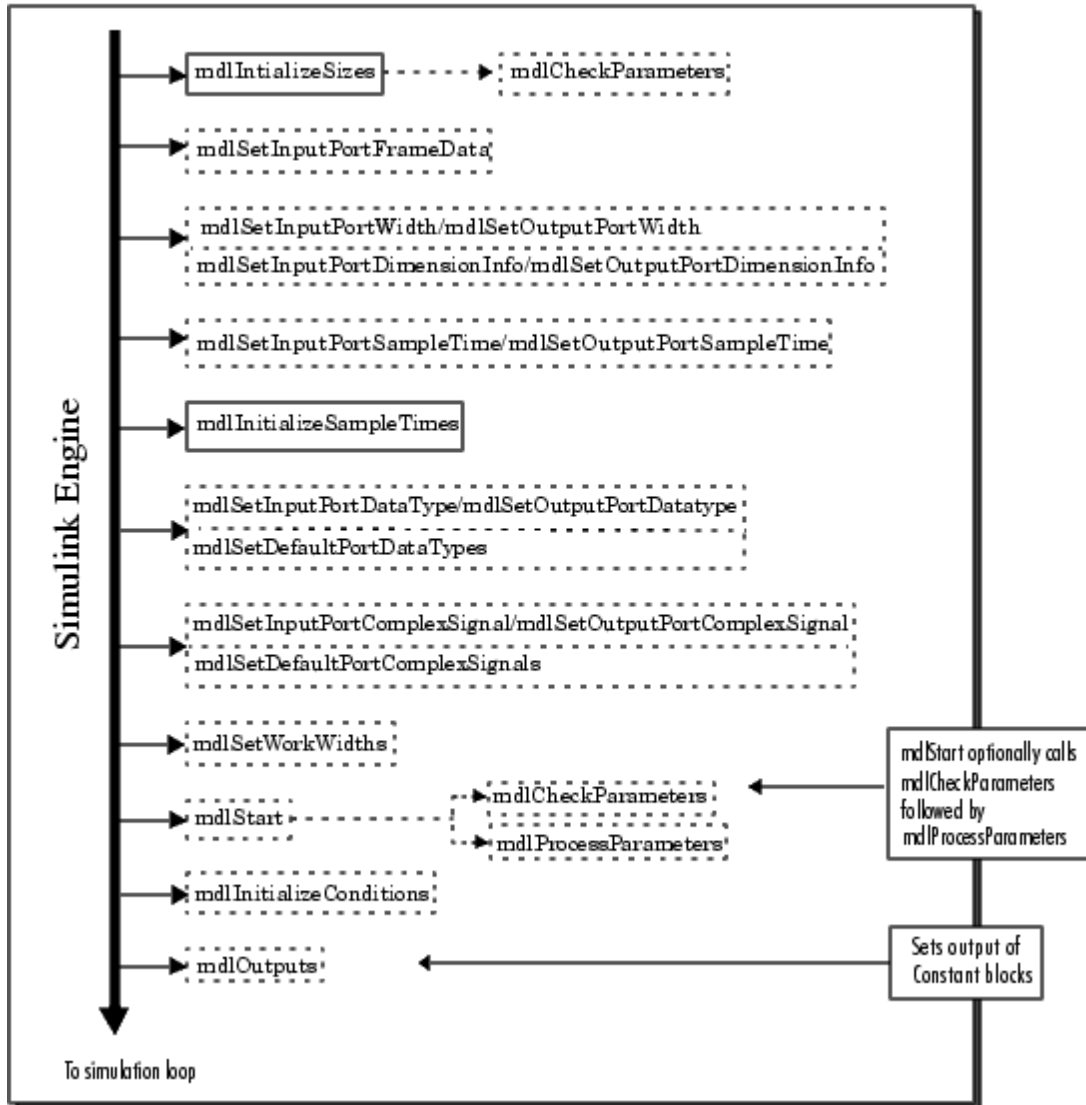 mdlIntializeSizes
mdlCheckParameters
mdlSetInputPortFrameData
mdlSetInputPortWidth/mdlSetOutputPortWidth
mdlSetInputPortDimensionInfo/mdlSetOutputPortDimensionInfo
mdlSetInputPortSampleTime/mdlSetOutputPortSampleTime
mdlInitializeSampleTimes
Simulink Engine
mdlSetInputPortDataType/mdlSetOutputPortDatatype
mdlSetDefaultPortDataTypes
mdlSetInputPortComplexSignal/mdlSetOutputPortComplexSignal
mdlSetDefaultPortComplexSignals
mdlSetWorkWidths
mdlStart
mdlCheckParameters
mdlProcessParameters
mdlStart optionally calls
mdlCheckParameters
followed by
mdlProcessParameters
mdlInitializeConditions
mdlOutputs
Sets output of
Constant blocks
To simulation loop